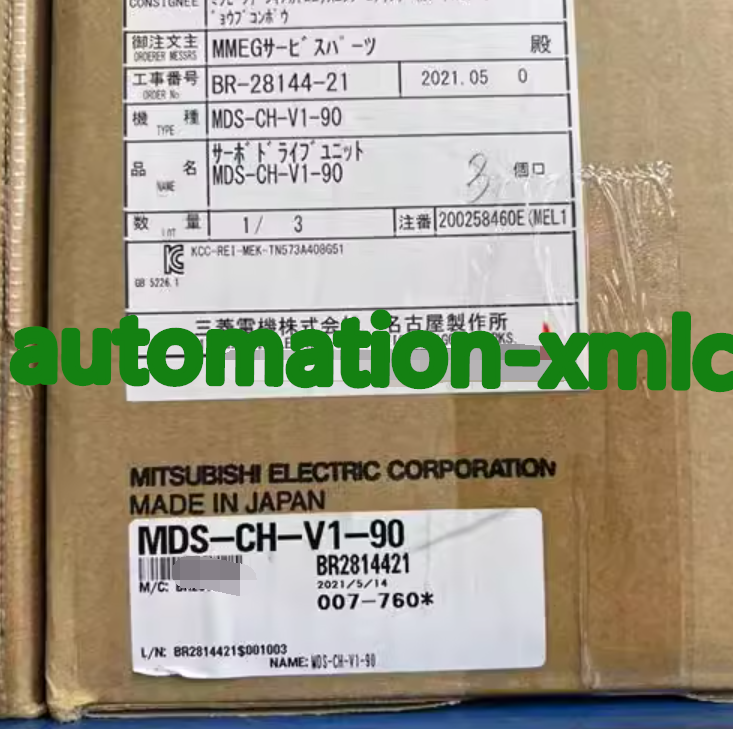 CONSIGNEE
ョウブ コンポウ
御注文主 MMEGサービスパーツ 殿
ORDERER MESSRS
工事番号 BR-28144-21 2021.05 0
ORDER No
機 種 MDS-CH-V1-90
TYPE
サーボドライブユニット
品 名 MDS-CH-V1-90 3 個口
NAME
数 量 1/ 3 注番 200258460E(MEL1
LOT
KCC-REI-MEK-TN573A408G51
GB 5226.1
三菱電機株式会 名古屋製作所
automation-xmlc
MITSUBISHI ELECTRIC CORPORATION
MADE IN JAPAN
MDS-CH-V1-90
BR2814421
2021/5/14
M/C:
007-760*
L/N: BR2814421$001003
NAME: MDS-CH-V1-90